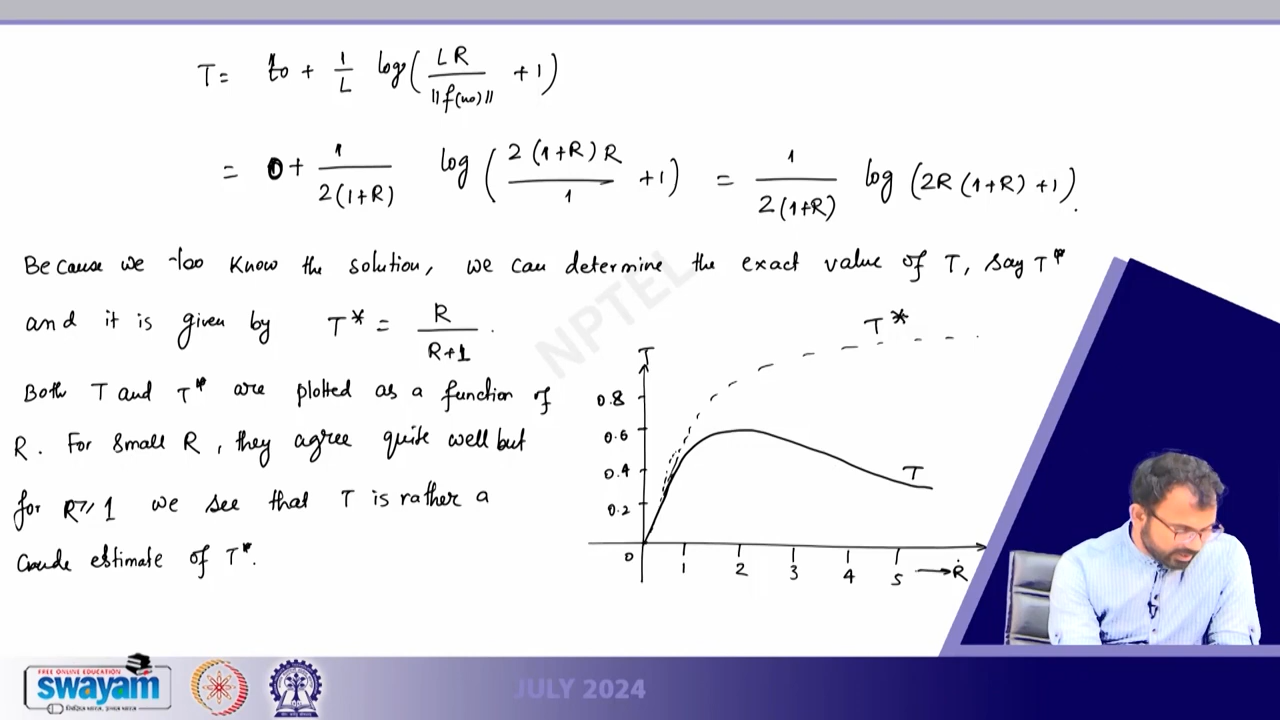 T = t0 + 1/L log( LR/||f(u0)|| + 1 )
= 0 + 1/2(1+R) log( 2(1+R)R/1 + 1 ) = 1/2(1+R) log (2R(1+R)+1).
Because we too know the solution, we can determine the exact value of T, say T*
and it is given by T* = R/R+1 .
Both T and T* are plotted as a function of
R. For small R, they agree quite well but
for R ≥ 1 we see that T is rather a
crude estimate of T*.
T
T*
0.8
0.6
0.4
0.2
T
0 1 2 3 4 5 → R
NPTEL
FREE ONLINE EDUCATION
swayam
JULY 2024